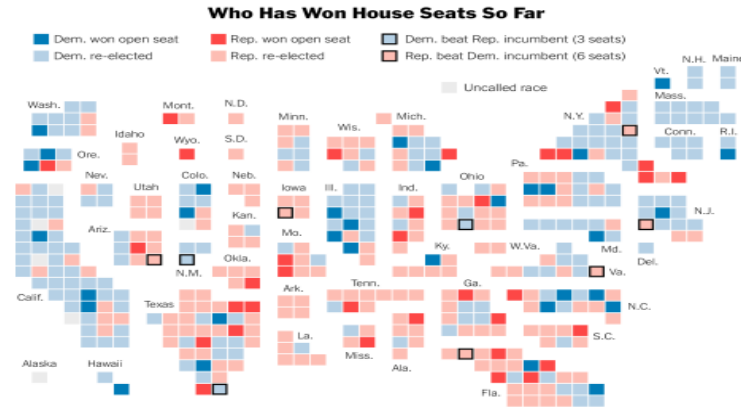 Who Has Won House Seats So Far
Dem. won open seat
Rep. won open seat
Dem. beat Rep. incumbent (3 seats)
Dem. re-elected
Rep. re-elected
Rep. beat Dem. incumbent (6 seats)
Uncalled race
N.H.
Maine
Vt.
Mass.
Wash.
Mont.
N.D.
Minn.
Mich.
N.Y.
Wis.
Conn.
R.I.
Idaho
Wyo.
S.D.
Ore.
Pa.
Nev.
Utah
Colo.
Neb.
Iowa
Ill.
Ind.
Ohio
N.J.
Kan.
Ariz.
Mo.
Ky.
W.Va.
Md.
Del.
Okla.
N.M.
Va.
Calif.
Texas
Ark.
Tenn.
Ga.
N.C.
S.C.
La.
Miss.
Ala.
Alaska
Hawaii
Fla.